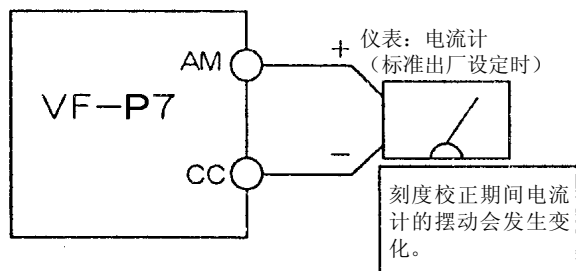 VF-P7
AM
CC
+
−
仪表：电流计
（标准出厂设定时）
刻度校正期间电流
计的摆动会发生变
化。